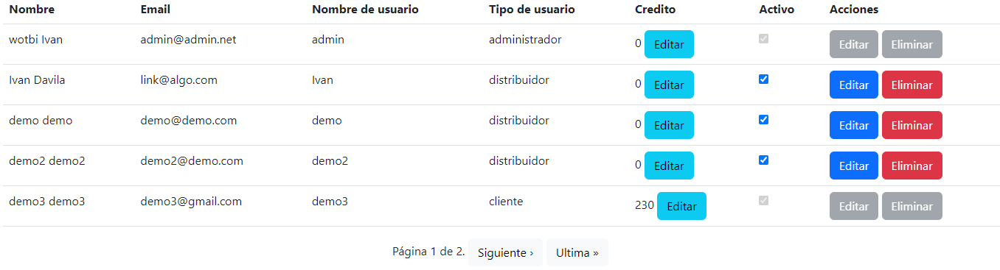 Nombre Email Nombre de usuario Tipo de usuario Credito Activo Acciones
wotbi Ivan admin@admin.net admin administrador 0 Editar Editar Eliminar
Ivan Davila link@algo.com Ivan distribuidor 0 Editar Editar Eliminar
demo demo demo@demo.com demo distribuidor 0 Editar Editar Eliminar
demo2 demo2 demo2@demo.com demo2 distribuidor 0 Editar Editar Eliminar
demo3 demo3 demo3@gmail.com demo3 cliente 230 Editar Editar Eliminar
Página 1 de 2. Siguiente › Ultima »